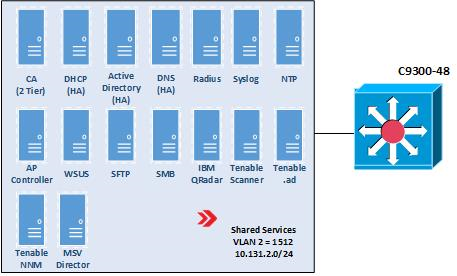 C9300-48
CA
(2 Tier)
DHCP
(HA)
Active
Directory
(HA)
DNS
(HA)
Radius
Syslog
NTP
AP
Controller
WSUS
SFTP
SMB
IBM
QRadar
Tenable
Scanner
Tenable
.ad
Tenable
NNM
MSV
Director
Shared Services
VLAN 2 = 1512
10.131.2.0/24